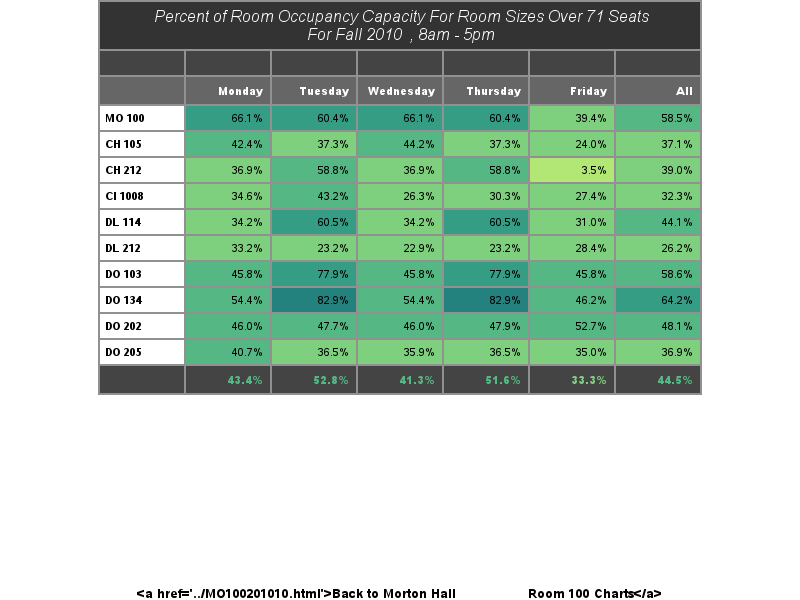 Percent of Room Occupancy Capacity For Room Sizes Over 71 Seats
For Fall 2010 , 8am - 5pm
Monday Tuesday Wednesday Thursday Friday All
MO 100 66.1% 60.4% 66.1% 60.4% 39.4% 58.5%
CH 105 42.4% 37.3% 44.2% 37.3% 24.0% 37.1%
CH 212 36.9% 58.8% 36.9% 58.8% 3.5% 39.0%
CI 1008 34.6% 43.2% 26.3% 30.3% 27.4% 32.3%
DL 114 34.2% 60.5% 34.2% 60.5% 31.0% 44.1%
DL 212 33.2% 23.2% 22.9% 23.2% 28.4% 26.2%
DO 103 45.8% 77.9% 45.8% 77.9% 45.8% 58.6%
DO 134 54.4% 82.9% 54.4% 82.9% 46.2% 64.2%
DO 202 46.0% 47.7% 46.0% 47.9% 52.7% 48.1%
DO 205 40.7% 36.5% 35.9% 36.5% 35.0% 36.9%
43.4% 52.8% 41.3% 51.6% 33.3% 44.5%
<a href='../MO100201010.html'>Back to Morton Hall Room 100 Charts</a>